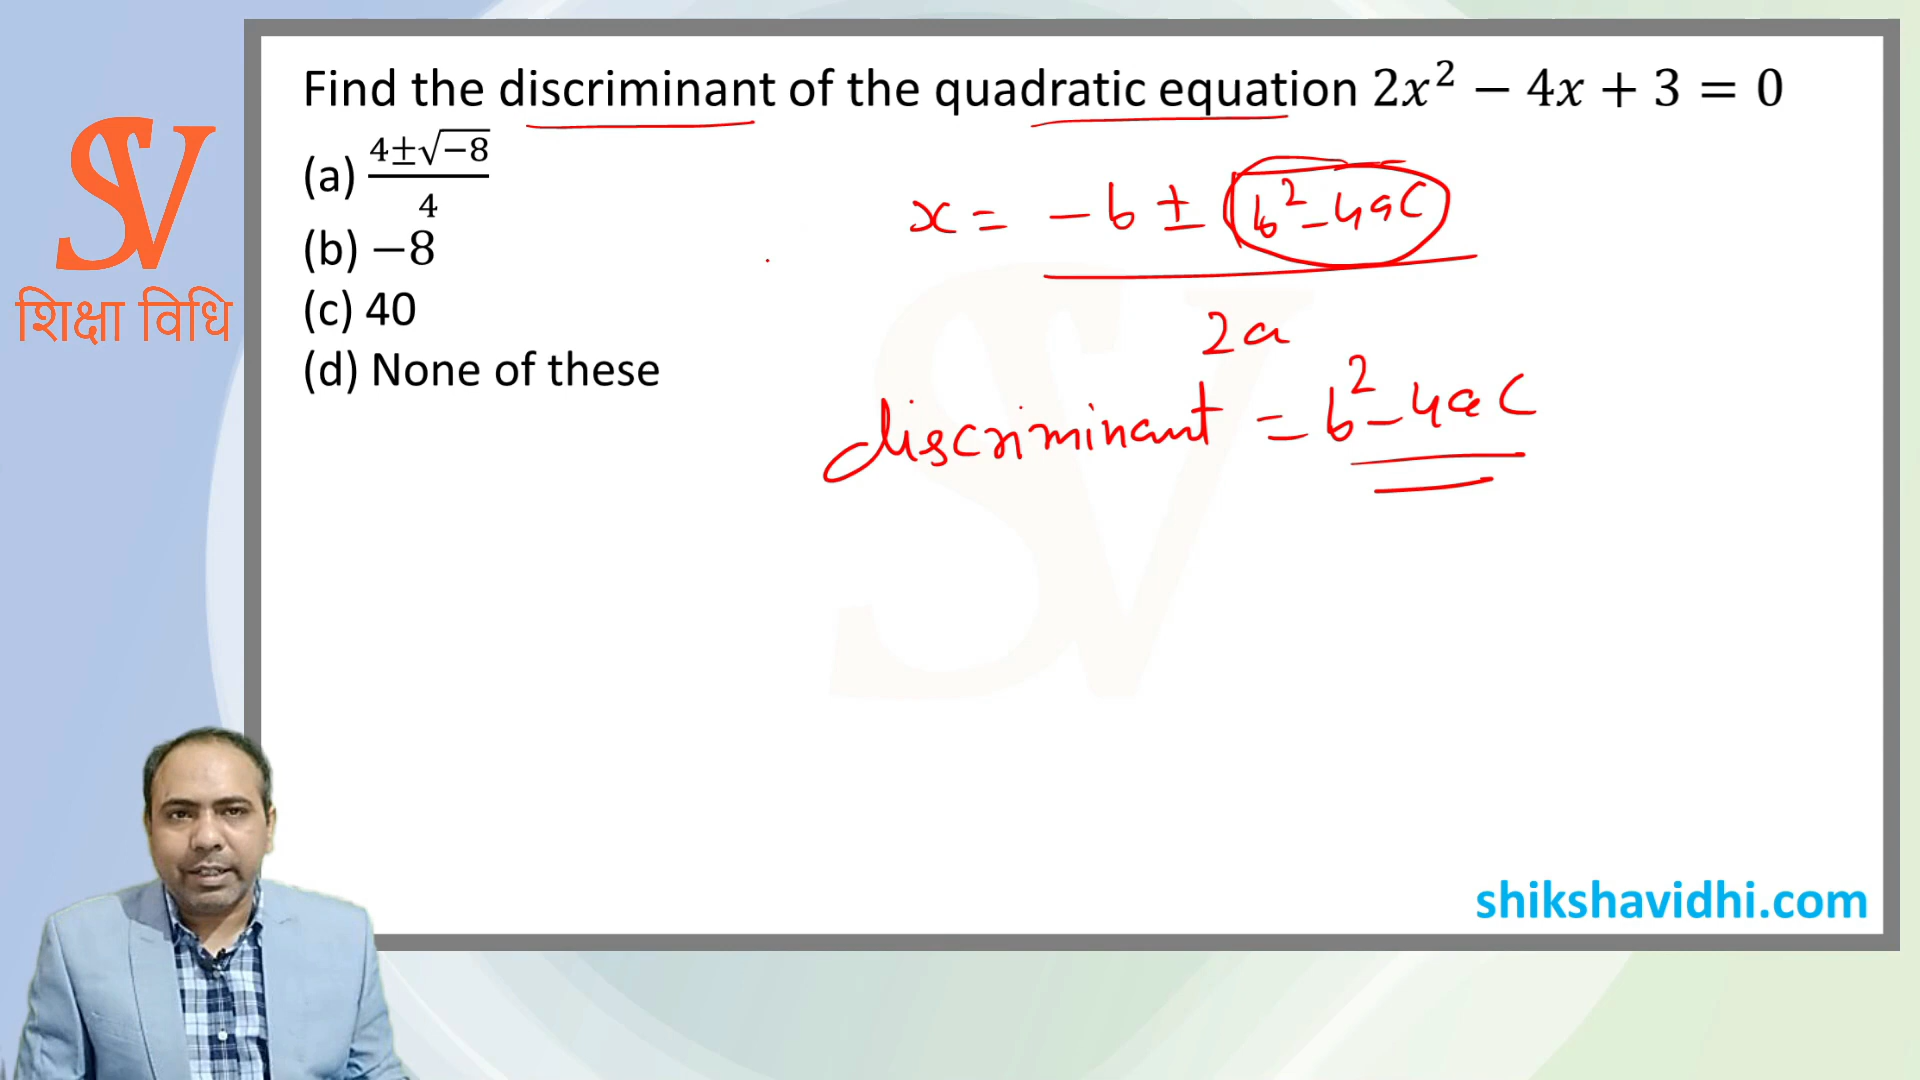 Find the discriminant of the quadratic equation 2x² − 4x + 3 = 0
(a) (4±√−8)/4
(b) −8
(c) 40
(d) None of these
SV
शिक्षा विधि
x = (−b ± b²−4ac)/2a
discriminant = b²−4ac
SV
shikshavidhi.com